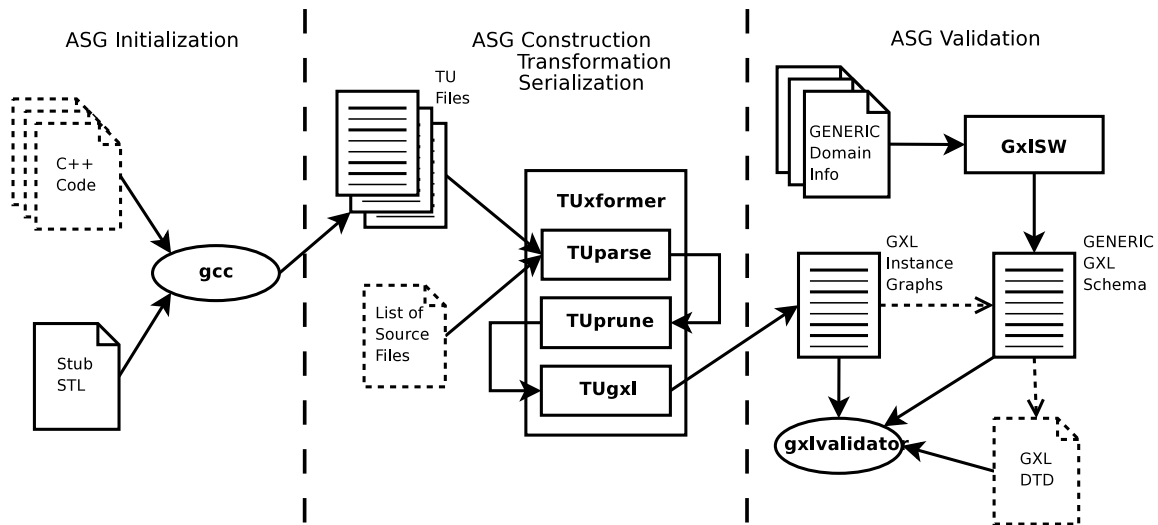 ASG Initialization
ASG Construction
Transformation
Serialization
ASG Validation
C++
Code
gcc
Stub
STL
TU
Files
List of
Source
Files
TUxformer
TUparse
TUprune
TUgxl
GENERIC
Domain
Info
GxlSW
GXL
Instance
Graphs
GENERIC
GXL
Schema
gxlvalidator
GXL
DTD